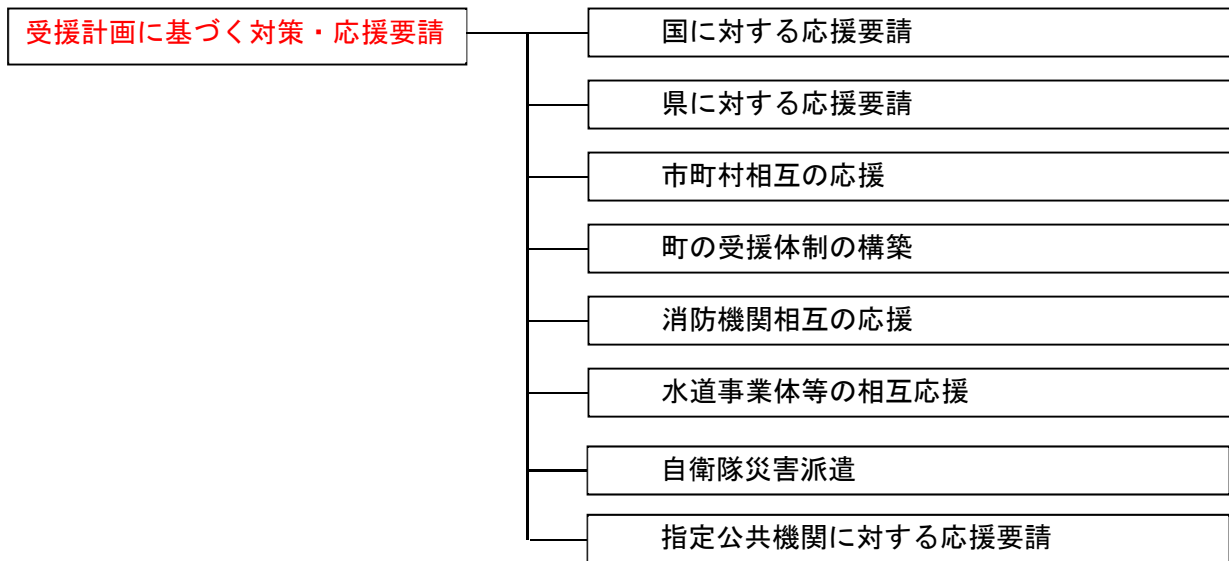 受援計画に基づく対策・応援要請
国に対する応援要請
県に対する応援要請
市町村相互の応援
町の受援体制の構築
消防機関相互の応援
水道事業体等の相互応援
自衛隊災害派遣
指定公共機関に対する応援要請